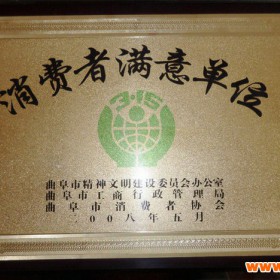 消费者满意单位
3·15
曲阜市精神文明建设委员会办公室
曲阜市工商行政管理局
曲阜市消费者协会
二00八年五月